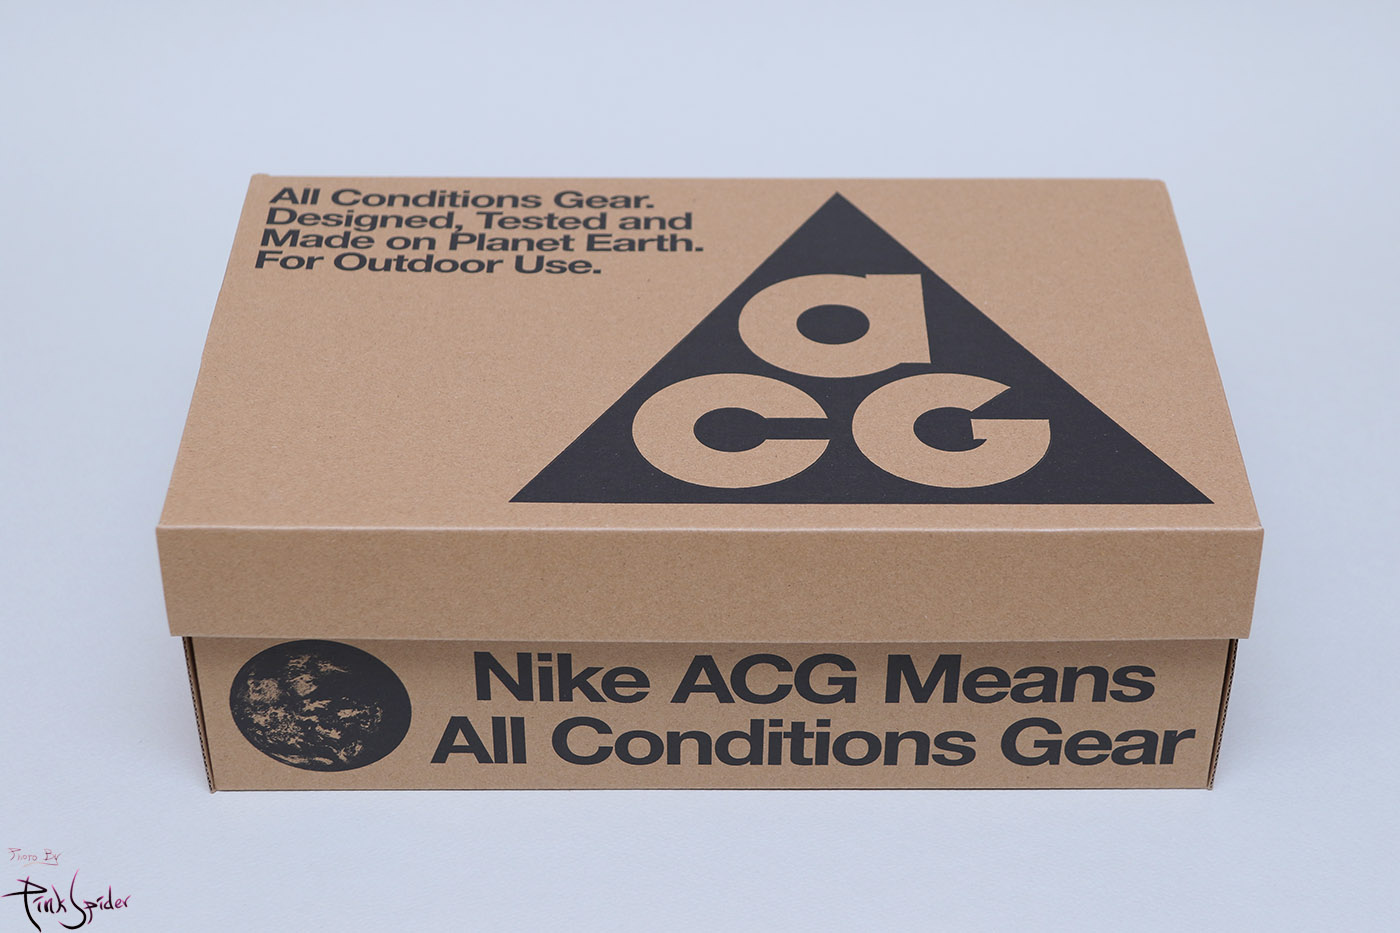 All Conditions Gear.
Designed, Tested and
Made on Planet Earth.
For Outdoor Use.
aCG
Nike ACG Means
All Conditions Gear
Photo By
Pink Spider